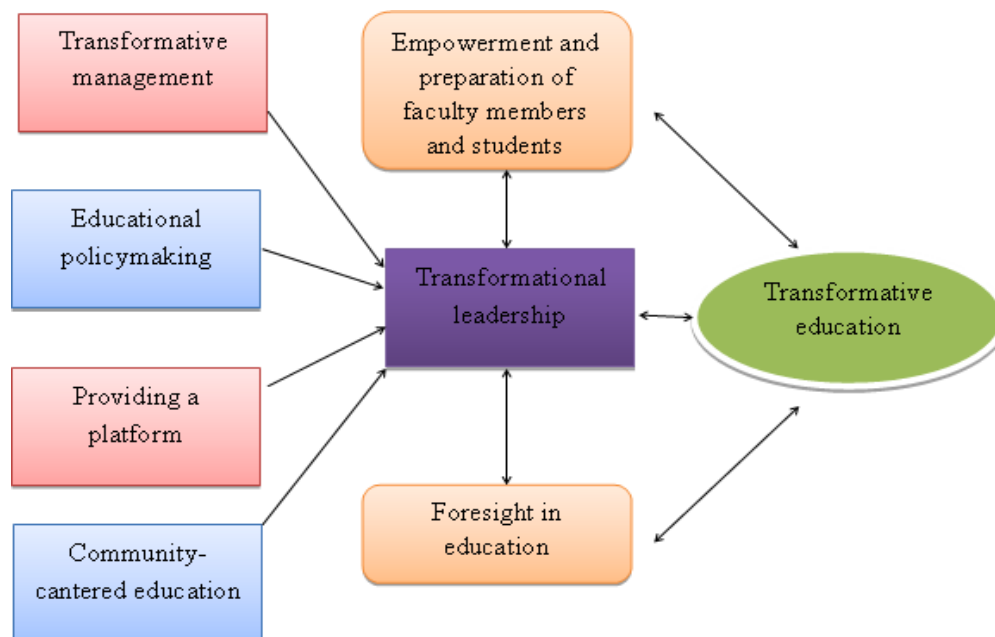 Transformative
management
Educational
policymaking
Providing a
platform
Community-
cantered education
Empowerment and
preparation of
faculty members
and students
Transformational
leadership
Foresight in
education
Transformative
education